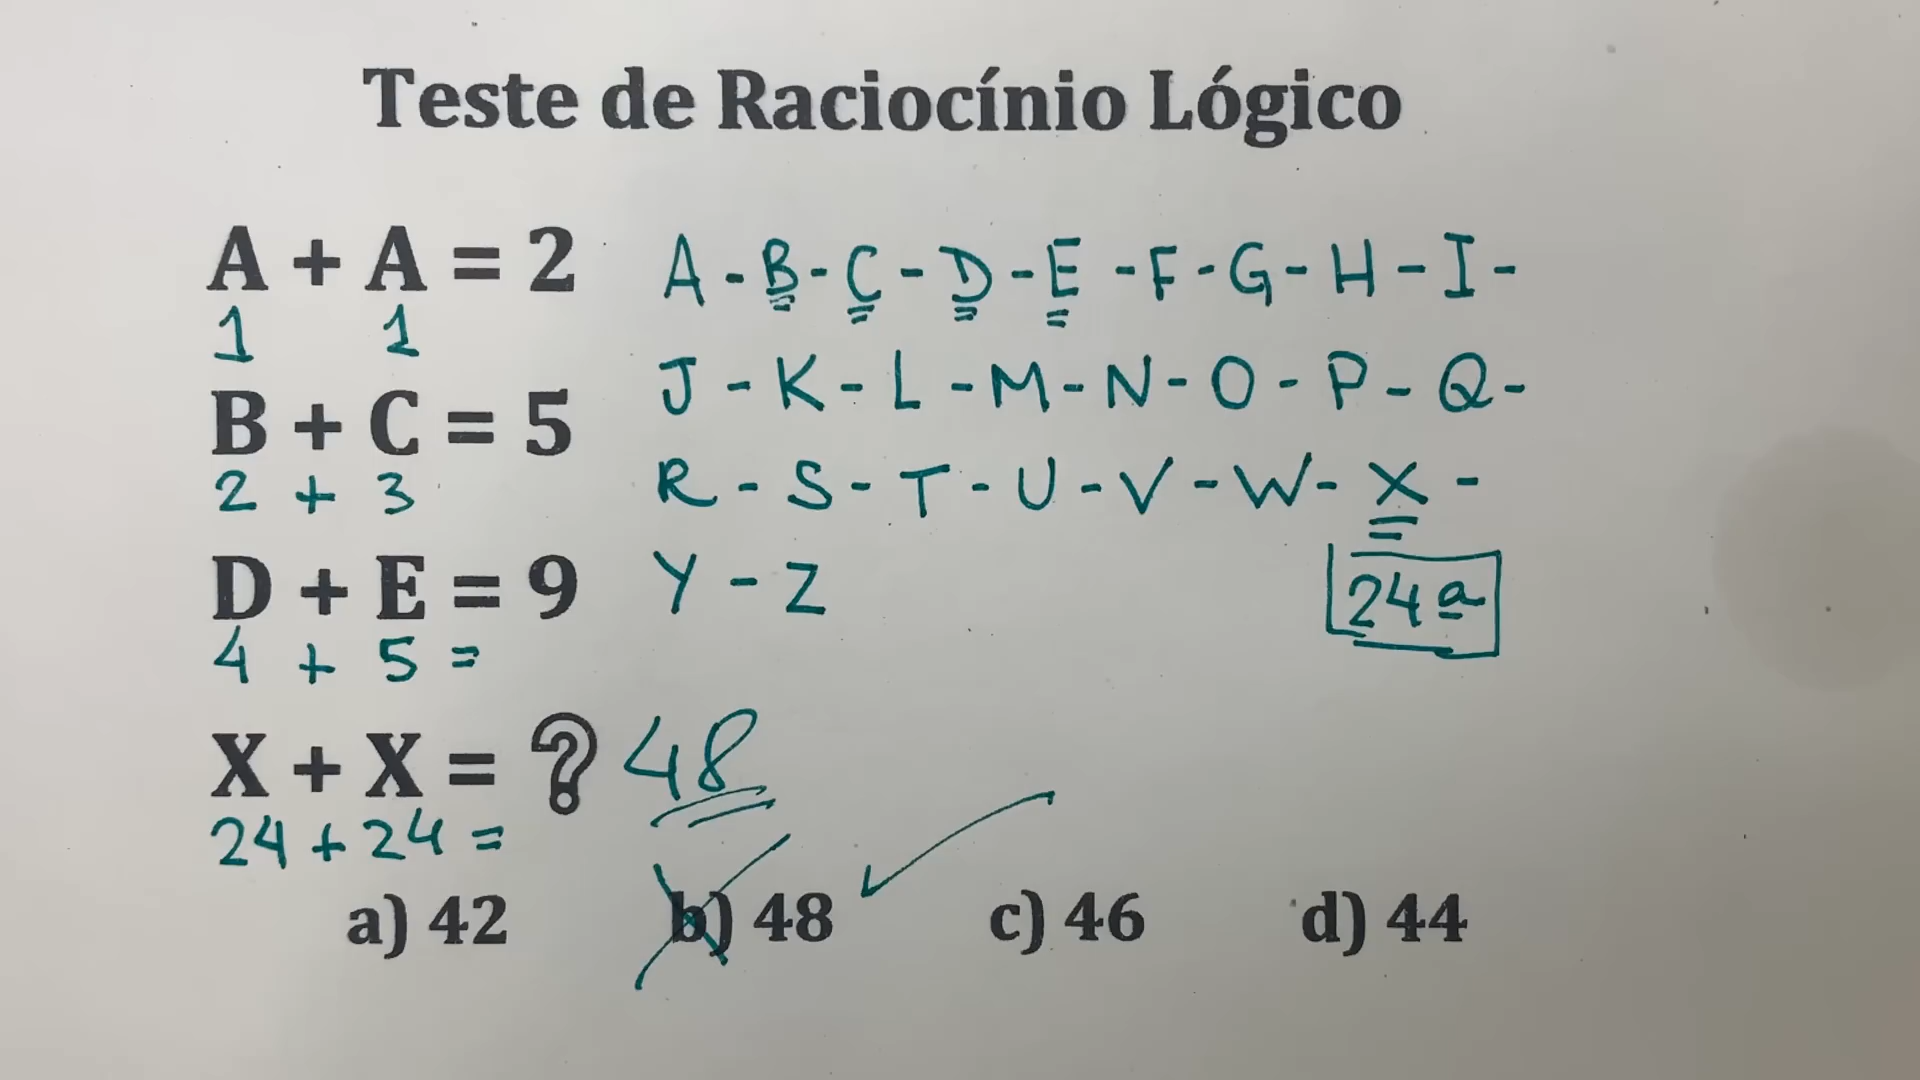 Teste de Raciocínio Lógico
A + A = 2 A - B - C - D - E - F - G - H - I -
1 1
J - K - L - M - N - O - P - Q -
B + C = 5
2 + 3
R - S - T - U - V - W - X -
D + E = 9 Y - Z 24ª
4 + 5 =
X + X = ? 48
24 + 24 =
a) 42 b) 48 c) 46 d) 44